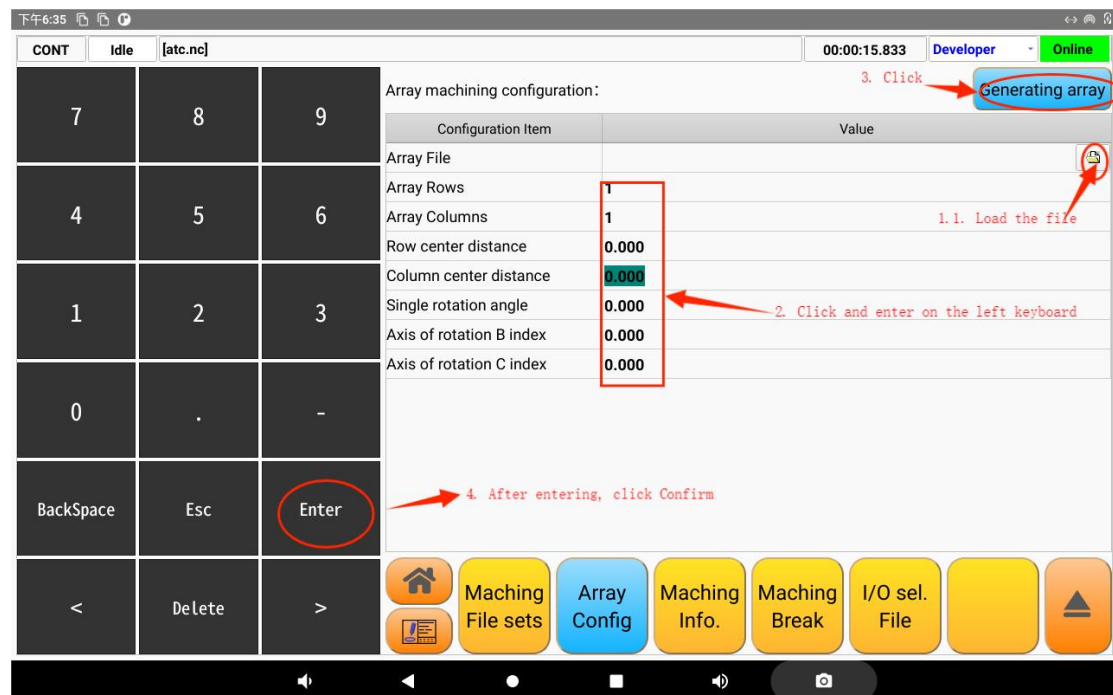 下午6:35
CONT Idle [atc.nc] 00:00:15.833 Developer Online
3. Click
Array machining configuration: Generating array
7 8 9
Configuration Item Value
Array File
Array Rows 1
4 5 6
Array Columns 1
1.1. Load the file
Row center distance 0.000
Column center distance 0.000
1 2 3
Single rotation angle 0.000
2. Click and enter on the left keyboard
Axis of rotation B index 0.000
Axis of rotation C index 0.000
0 . -
4. After entering, click Confirm
BackSpace Esc Enter
< Delete >
Maching File sets
Array Config
Maching Info.
Maching Break
I/O sel. File